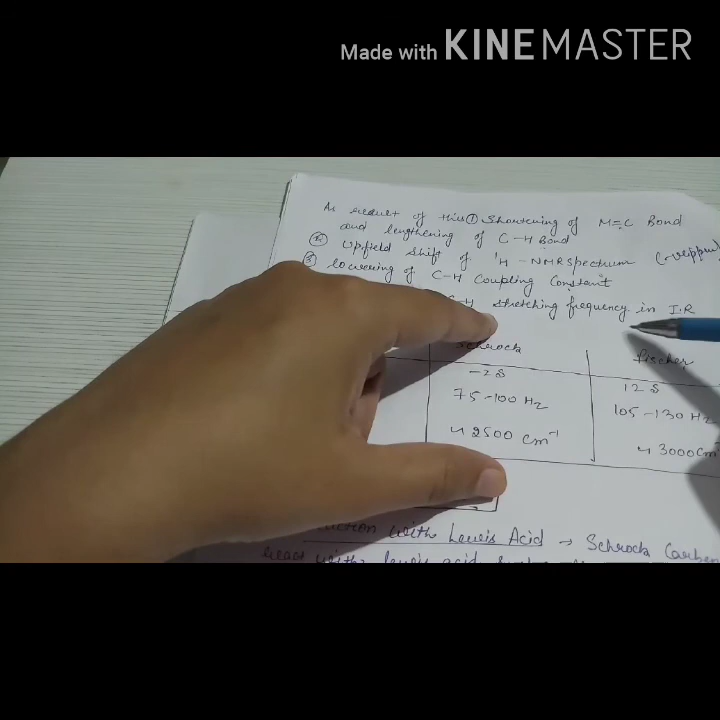 Made with KINEMASTER
As result of this ① Shortening of M=C Bond
and lengthening of C-H Bond
② Upfield Shift of ¹H-NMR spectrum
③ lowering of C-H Coupling Constant
C-H stretching frequency in I.R
Schrock Fischer
-2 δ 12 δ
75-100 Hz 105-130 Hz
~ 2500 cm⁻¹ ~ 3000 cm
with Lewis Acid → Schrock Carben
react with lewis acid